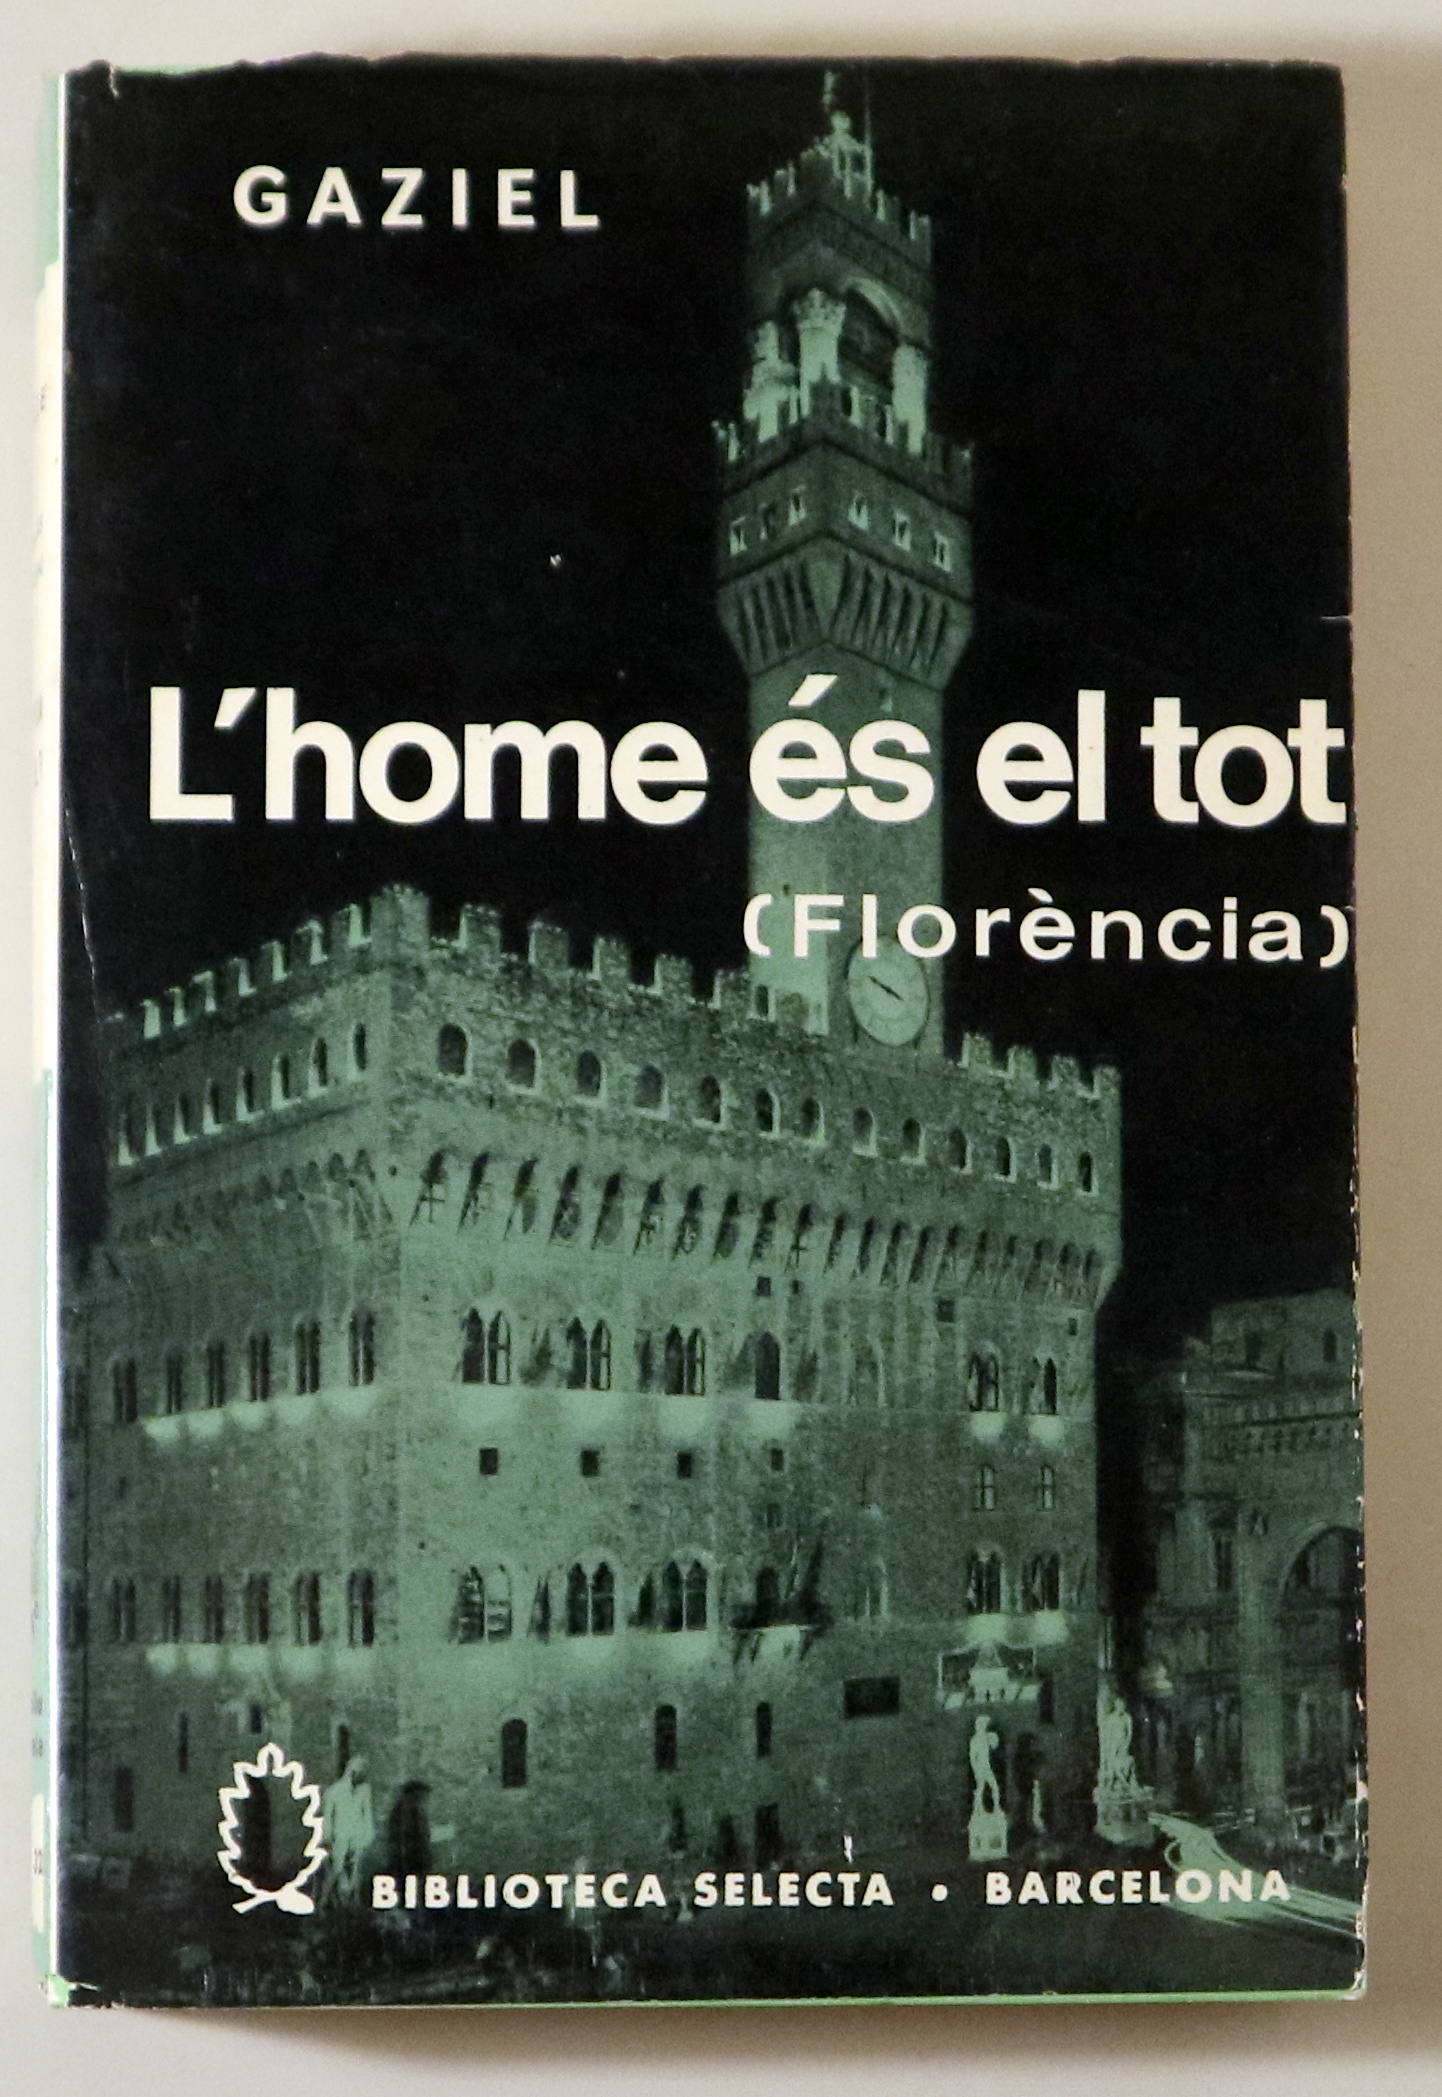 GAZIEL
L'home és el tot
(Florència)
BIBLIOTECA SELECTA • BARCELONA